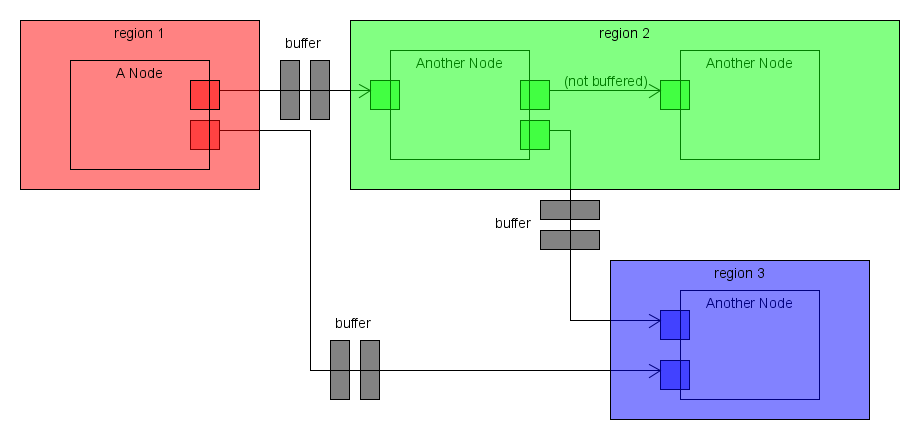 region 1
A Node
buffer
region 2
Another Node
(not buffered)
Another Node
buffer
region 3
Another Node
buffer